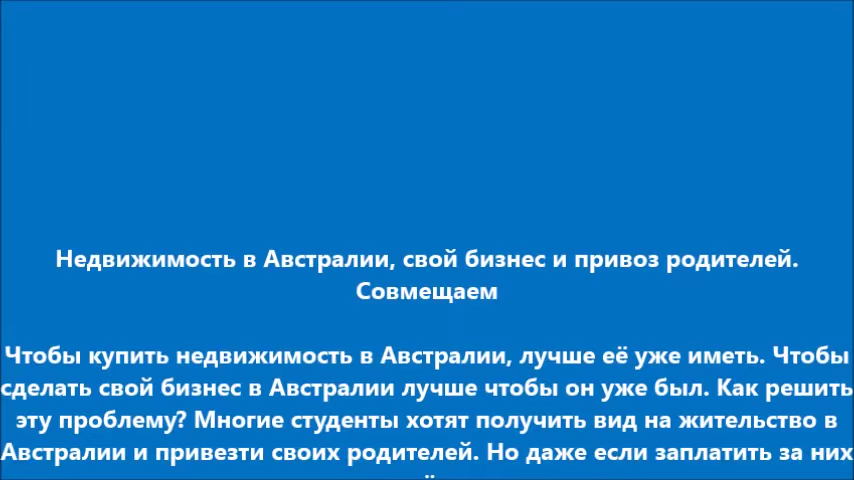 Недвижимость в Австралии, свой бизнес и привоз родителей.
Совмещаем
Чтобы купить недвижимость в Австралии, лучше её уже иметь. Чтобы
сделать свой бизнес в Австралии лучше чтобы он уже был. Как решить
эту проблему? Многие студенты хотят получить вид на жительство в
Австралии и привезти своих родителей. Но даже если заплатить за них